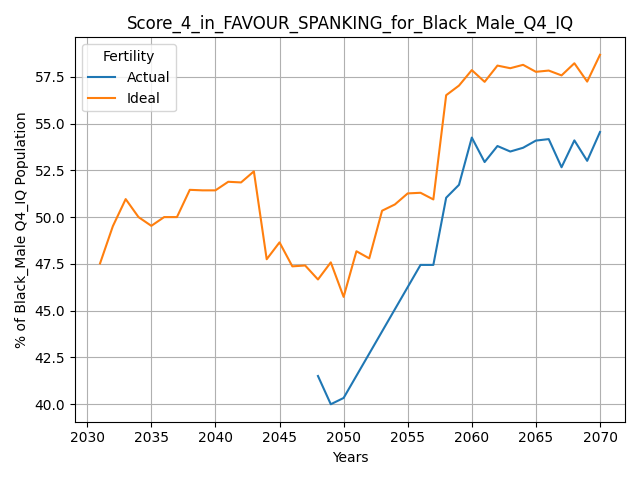 Score_4_in_FAVOUR_SPANKING_for_Black_Male_Q4_IQ
Fertility
Actual
Ideal
% of Black_Male Q4_IQ Population
57.5
55.0
52.5
50.0
47.5
45.0
42.5
40.0
2030 2035 2040 2045 2050 2055 2060 2065 2070
Years